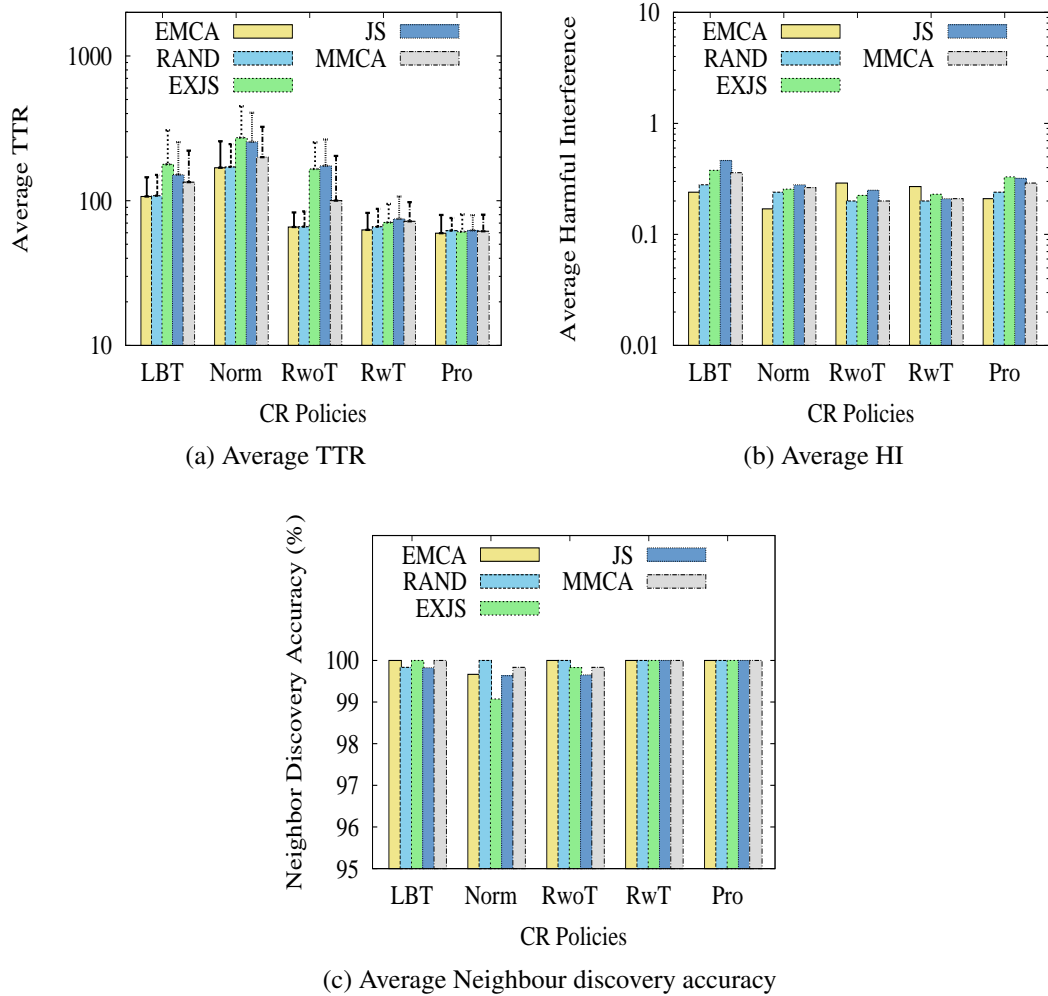 Average TTR
1000
100
10
EMCA
RAND
EXJS
JS
MMCA
LBT Norm RwoT RwT Pro
CR Policies
(a) Average TTR
Average Harmful Interference
10
1
0.1
0.01
EMCA
RAND
EXJS
JS
MMCA
LBT Norm RwoT RwT Pro
CR Policies
(b) Average HI
Neighbor Discovery Accuracy (%)
100
99
98
97
96
95
EMCA
RAND
EXJS
JS
MMCA
LBT Norm RwoT RwT Pro
CR Policies
(c) Average Neighbour discovery accuracy